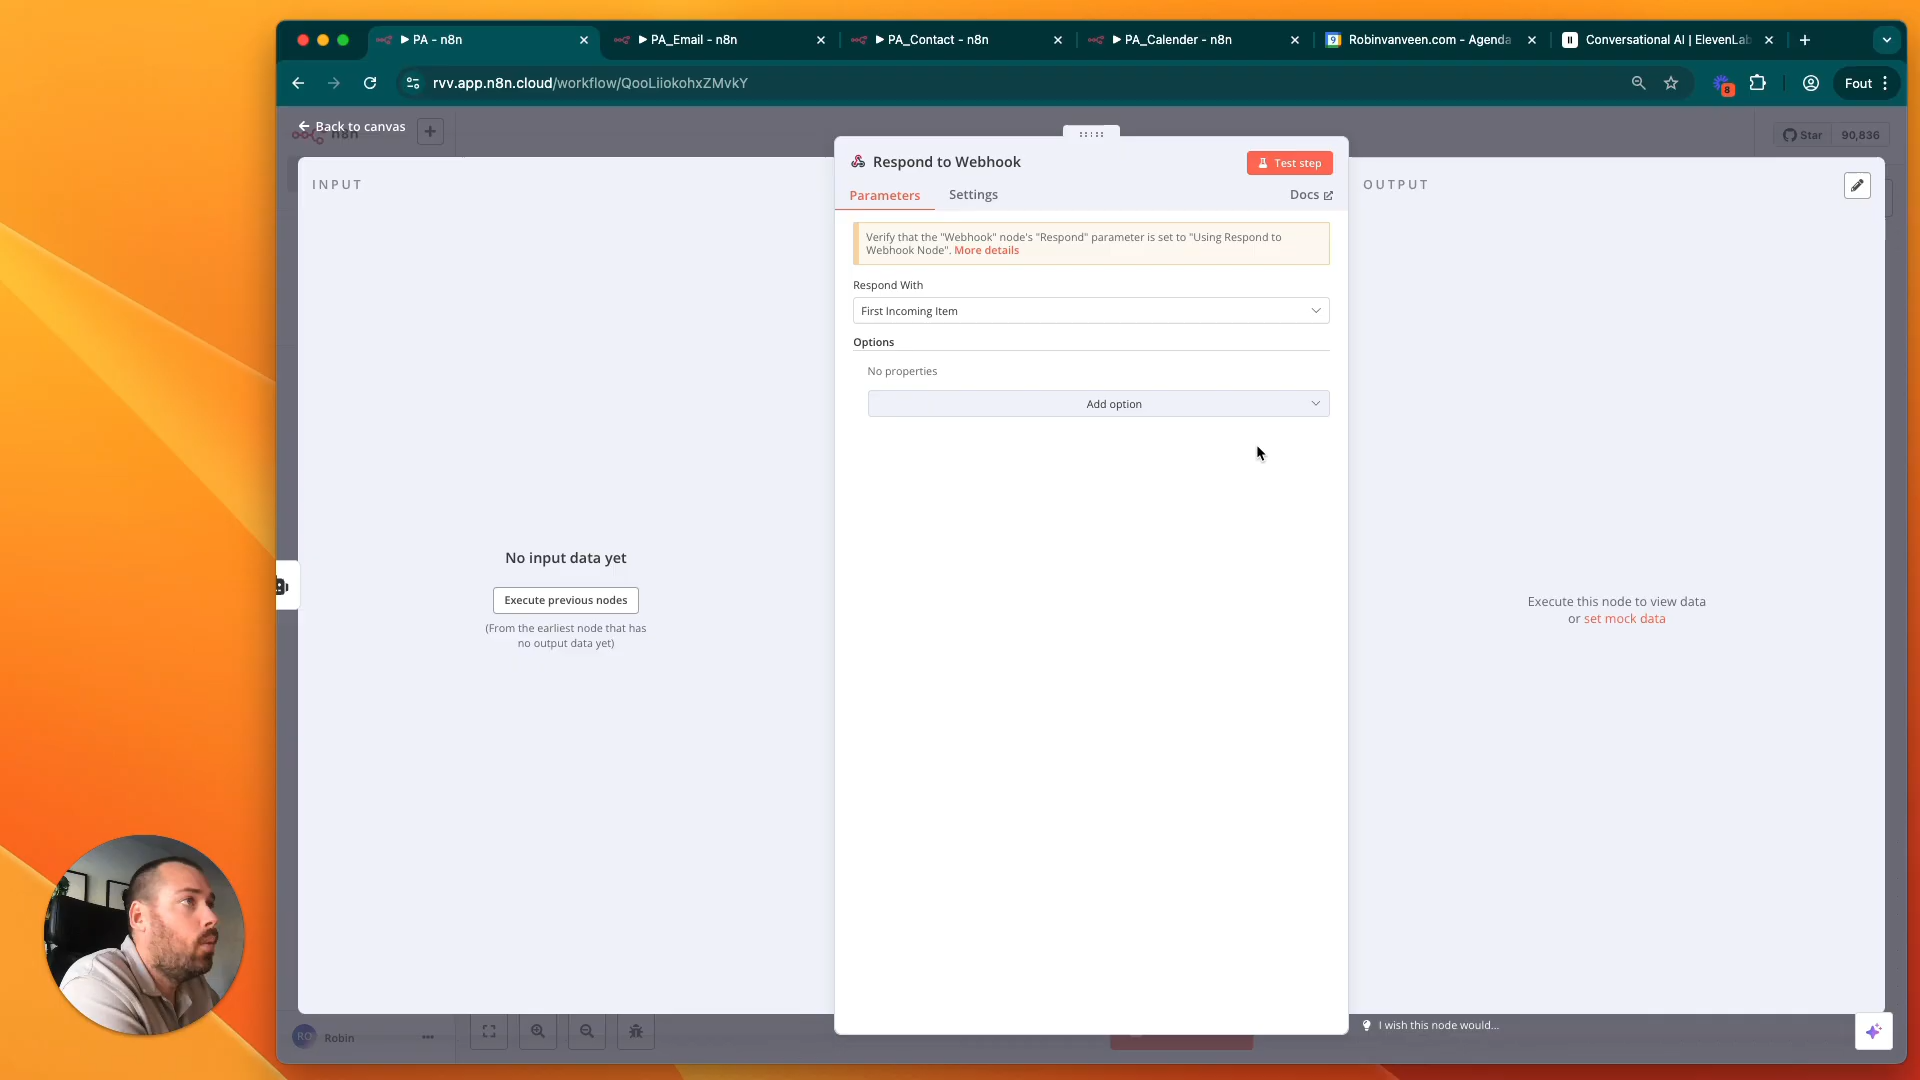 PA - n8n
PA_Email - n8n
PA_Contact - n8n
PA_Calender - n8n
9
Robinvanveen.com - Agenda
Conversational AI | ElevenLab
rvv.app.n8n.cloud/workflow/QooLiiokohxZMvkY
8
Fout
Back to canvas
n8n
Star
90,836
INPUT
Respond to Webhook
Test step
OUTPUT
Parameters
Settings
Docs
Verify that the "Webhook" node's "Respond" parameter is set to "Using Respond to
Webhook Node". More details
Respond With
First Incoming Item
Options
No properties
Add option
No input data yet
Execute previous nodes
(From the earliest node that has
no output data yet)
Execute this node to view data
or set mock data
RO
Robin
I wish this node would...